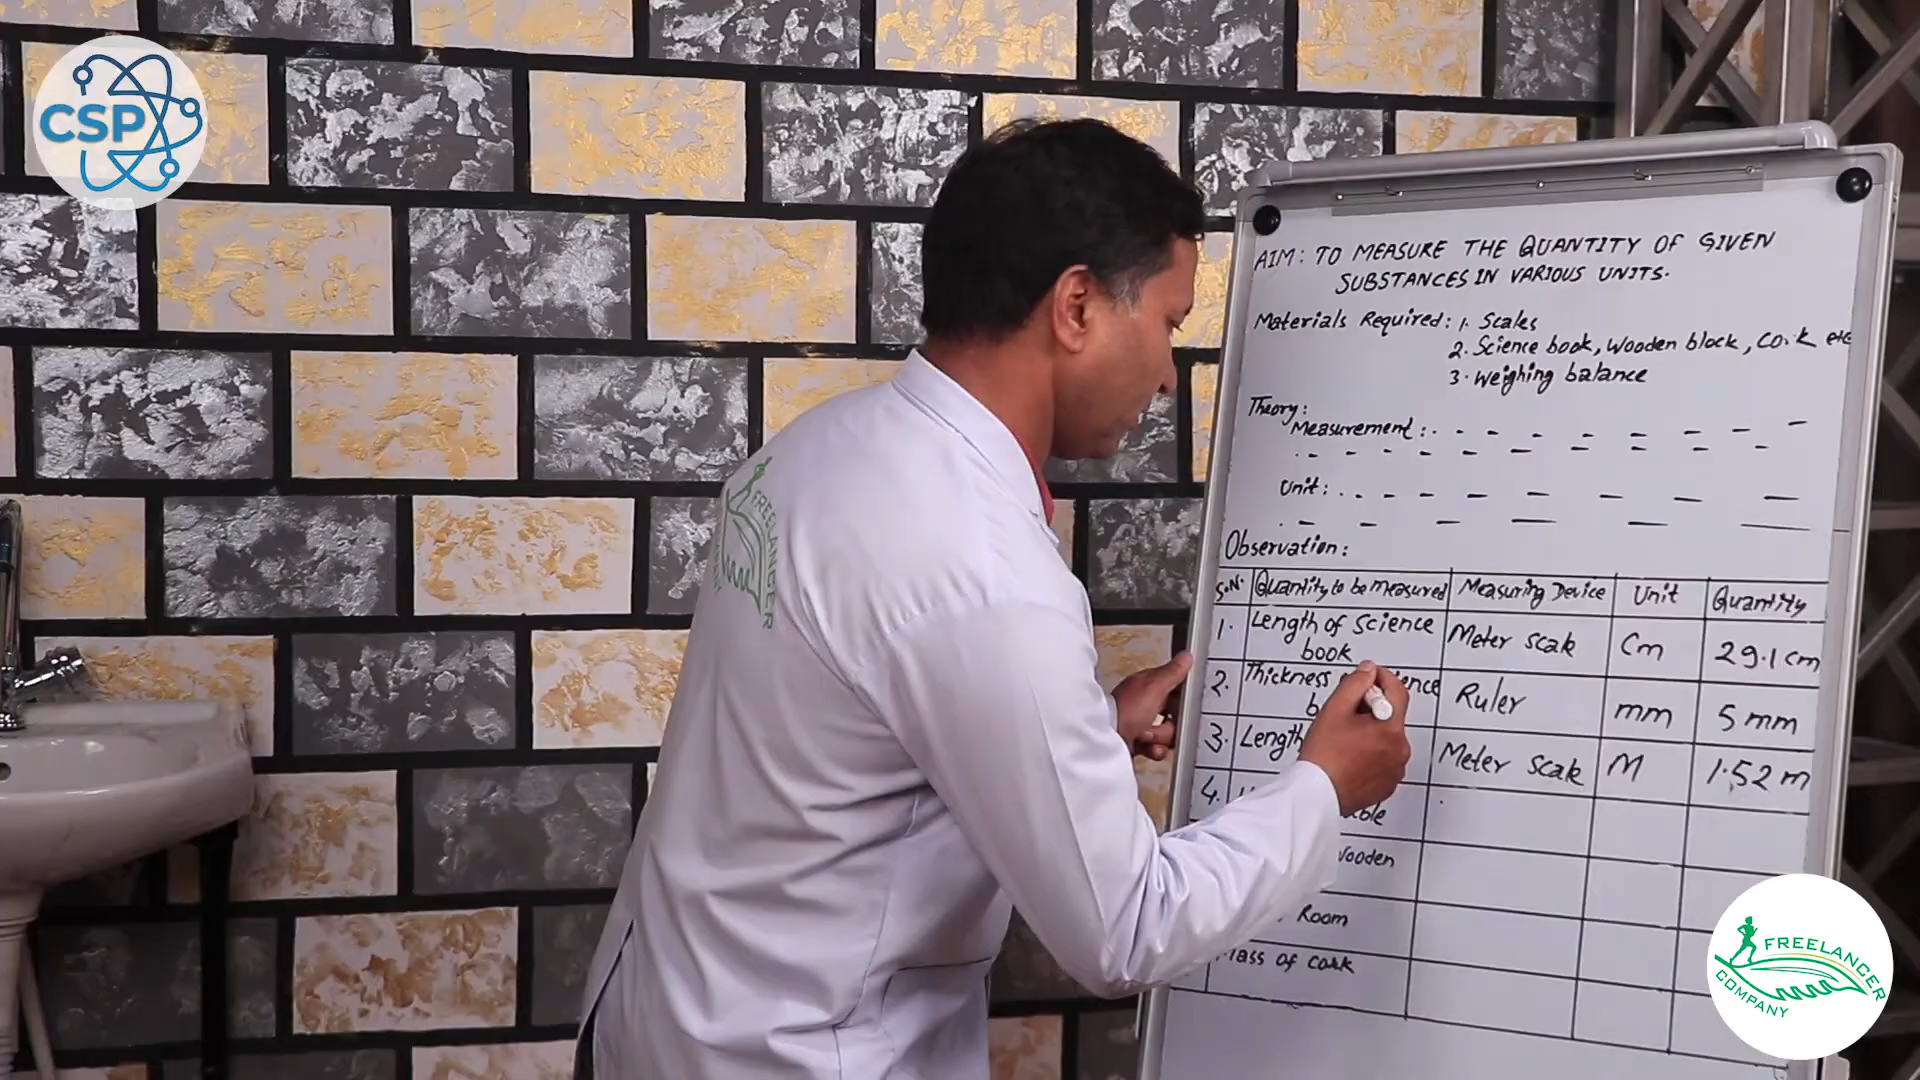 CSP
FREELANCER
AIM: TO MEASURE THE QUANTITY OF GIVEN
SUBSTANCES IN VARIOUS UNITS.
Materials Required: 1. Scales
2. Science book, Wooden block, Cork etc
3. Weighing balance
Theory:
Measurement:
Unit:
Observation:
S.N. Quantity to be measured Measuring Device Unit Quantity
1. Length of Science book Meter scale Cm 29.1 cm
2. Thickness Ruler mm 5 mm
3. Length Meter scale M 1.52 m
4.
Wooden
Room
Mass of cork
FREELANCER
COMPANY